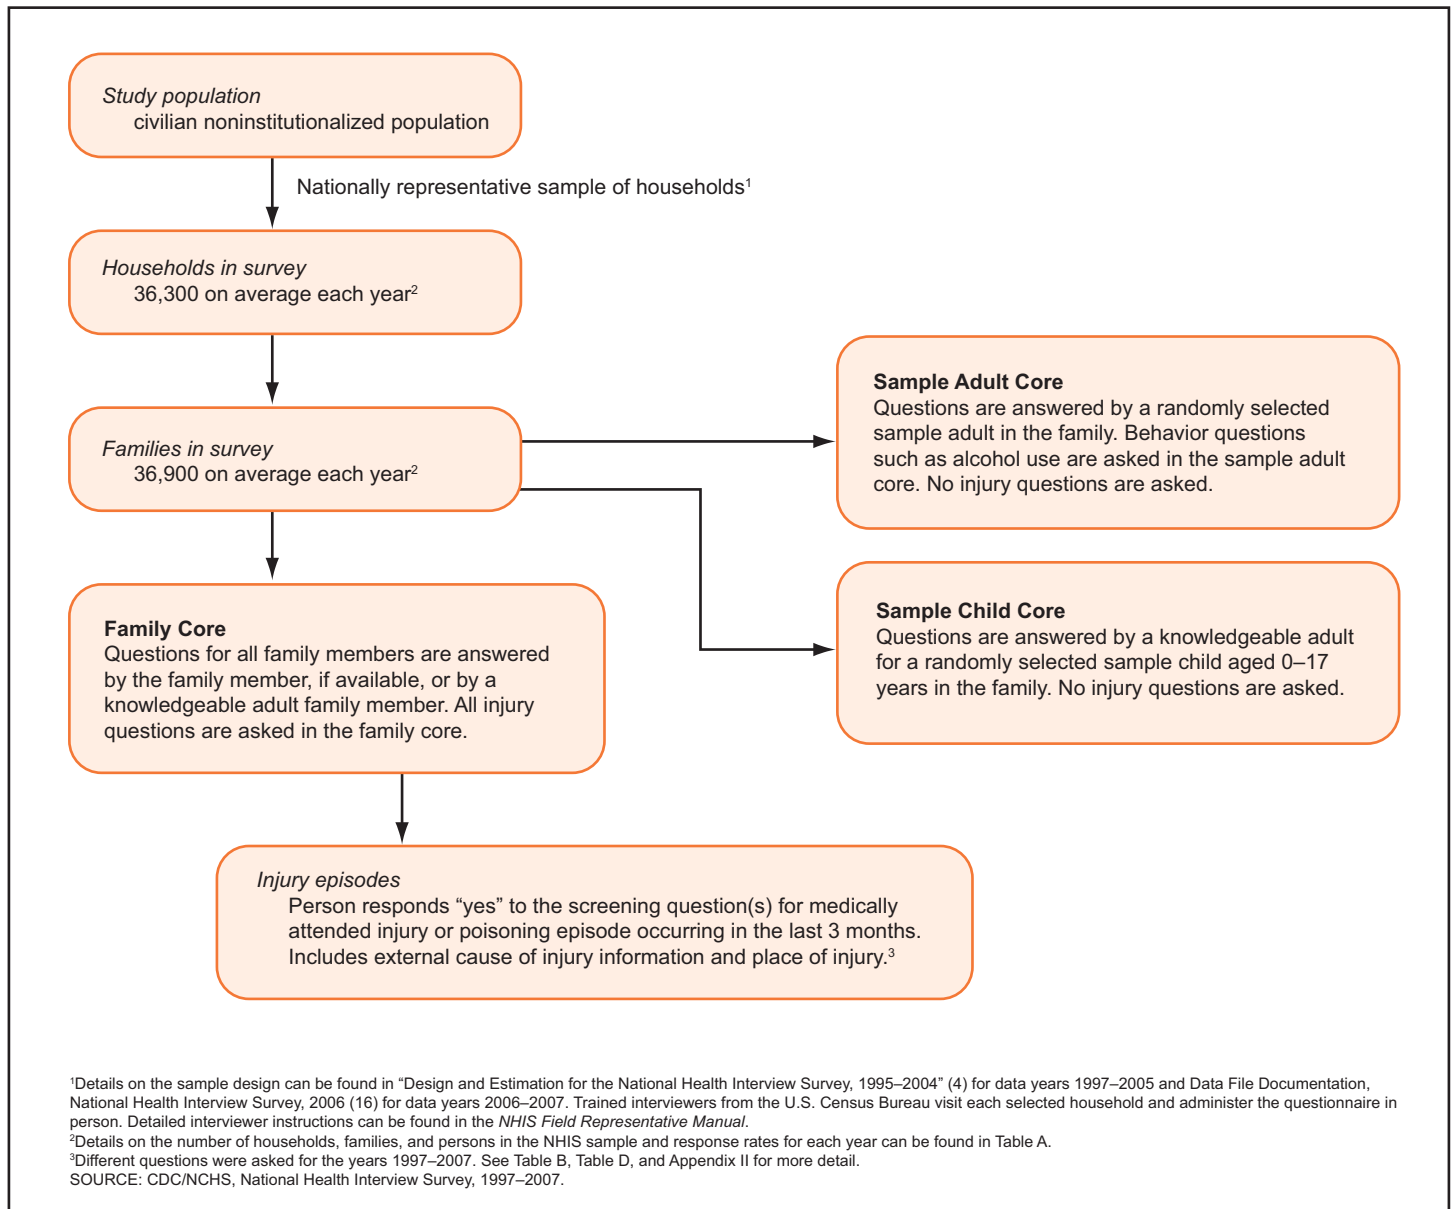 Study population
civilian noninstitutionalized population
Nationally representative sample of households¹
Households in survey
36,300 on average each year²
Families in survey
36,900 on average each year²
Sample Adult Core
Questions are answered by a randomly selected
sample adult in the family. Behavior questions
such as alcohol use are asked in the sample adult
core. No injury questions are asked.
Sample Child Core
Questions are answered by a knowledgeable adult
for a randomly selected sample child aged 0–17
years in the family. No injury questions are asked.
Family Core
Questions for all family members are answered
by the family member, if available, or by a
knowledgeable adult family member. All injury
questions are asked in the family core.
Injury episodes
Person responds “yes” to the screening question(s) for medically
attended injury or poisoning episode occurring in the last 3 months.
Includes external cause of injury information and place of injury.³
¹Details on the sample design can be found in “Design and Estimation for the National Health Interview Survey, 1995–2004” (4) for data years 1997–2005 and Data File Documentation,
National Health Interview Survey, 2006 (16) for data years 2006–2007. Trained interviewers from the U.S. Census Bureau visit each selected household and administer the questionnaire in
person. Detailed interviewer instructions can be found in the NHIS Field Representative Manual.
²Details on the number of households, families, and persons in the NHIS sample and response rates for each year can be found in Table A.
³Different questions were asked for the years 1997–2007. See Table B, Table D, and Appendix II for more detail.
SOURCE: CDC/NCHS, National Health Interview Survey, 1997–2007.